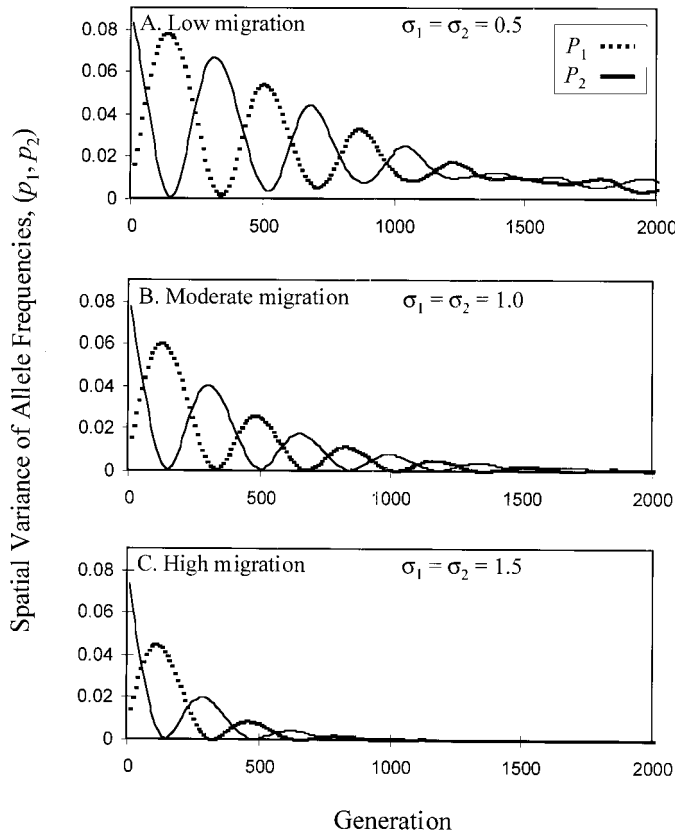 Spatial Variance of Allele Frequencies, (p₁, p₂)
A. Low migration
σ₁ = σ₂ = 0.5
P₁
P₂
0.08
0.06
0.04
0.02
0
0 500 1000 1500 2000
B. Moderate migration
σ₁ = σ₂ = 1.0
0.08
0.06
0.04
0.02
0
0 500 1000 1500 2000
C. High migration
σ₁ = σ₂ = 1.5
0.08
0.06
0.04
0.02
0
0 500 1000 1500 2000
Generation